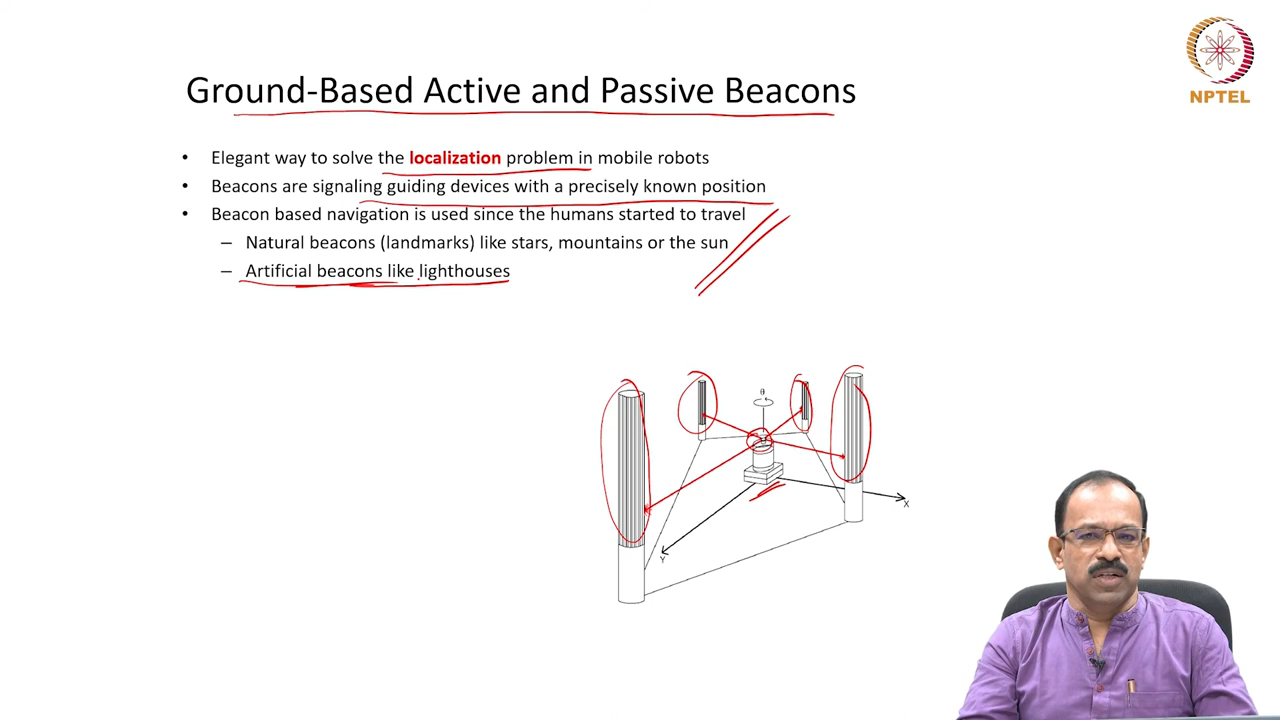 NPTEL
Ground-Based Active and Passive Beacons
• Elegant way to solve the localization problem in mobile robots
• Beacons are signaling guiding devices with a precisely known position
• Beacon based navigation is used since the humans started to travel
– Natural beacons (landmarks) like stars, mountains or the sun
– Artificial beacons like lighthouses
θ
X
Y